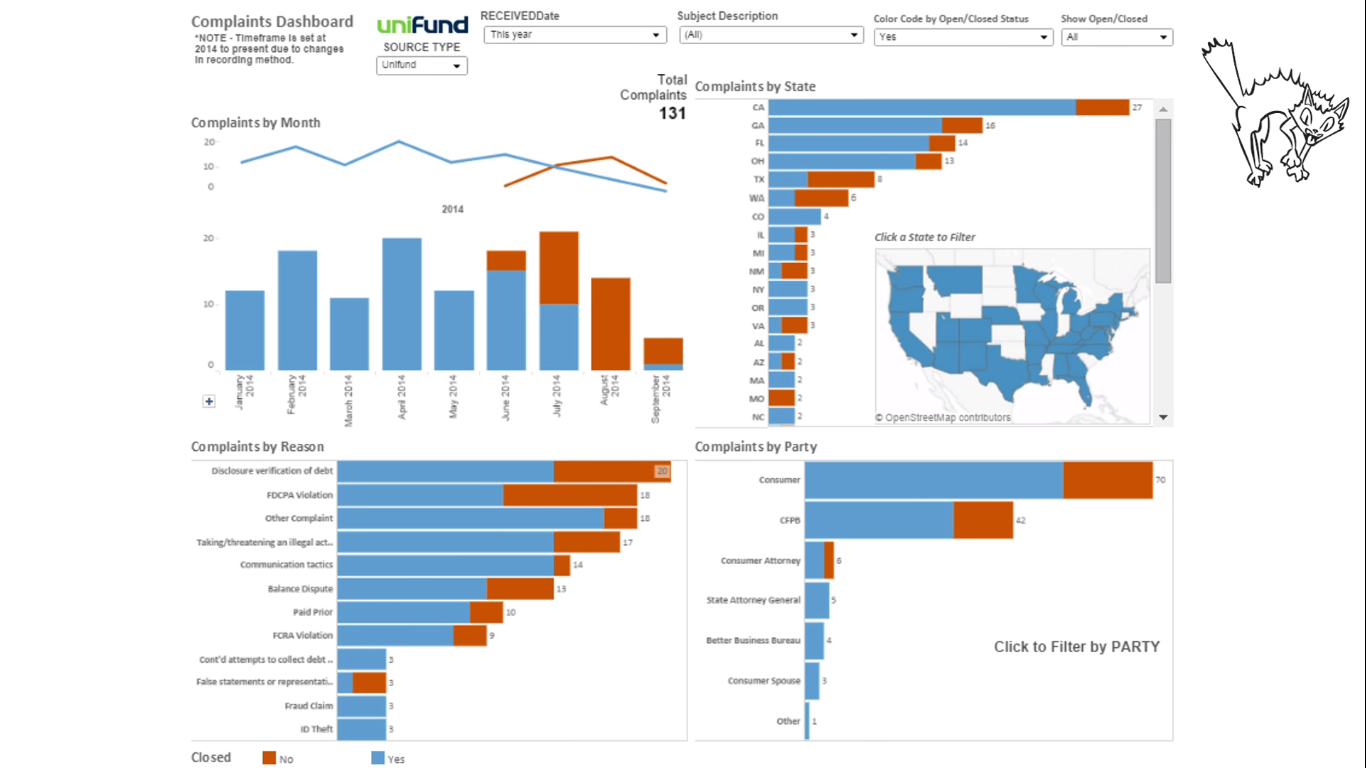 Complaints Dashboard
*NOTE - Timeframe is set at
2014 to present due to changes
in recording method.
unifund
SOURCE TYPE
Unifund
RECEIVEDDate
This year
Subject Description
(All)
Color Code by Open/Closed Status
Yes
Show Open/Closed
All
Total
Complaints
131
Complaints by Month
20
10
0
2014
20
10
0
January
2014
February
2014
March 2014
April 2014
May 2014
June 2014
July 2014
August
2014
September
2014
Complaints by State
CA 27
GA 16
FL 14
OH 13
TX 8
WA 6
CO 4
IL 3
MI 3
NM 3
NY 3
OR 3
VA 3
AL 2
AZ 2
MA 2
MO 2
NC 2
Click a State to Filter
© OpenStreetMap contributors
Complaints by Reason
Disclosure verification of debt 20
FDCPA Violation 18
Other Complaint 18
Taking/threatening an illegal act.. 17
Communication tactics 14
Balance Dispute 13
Paid Prior 10
FCRA Violation 9
Cont'd attempts to collect debt .. 3
False statements or representati.. 3
Fraud Claim 3
ID Theft 3
Complaints by Party
Consumer 70
CFPB 42
Consumer Attorney 6
State Attorney General 5
Better Business Bureau 4
Consumer Spouse 3
Other 1
Click to Filter by PARTY
Closed
No
Yes